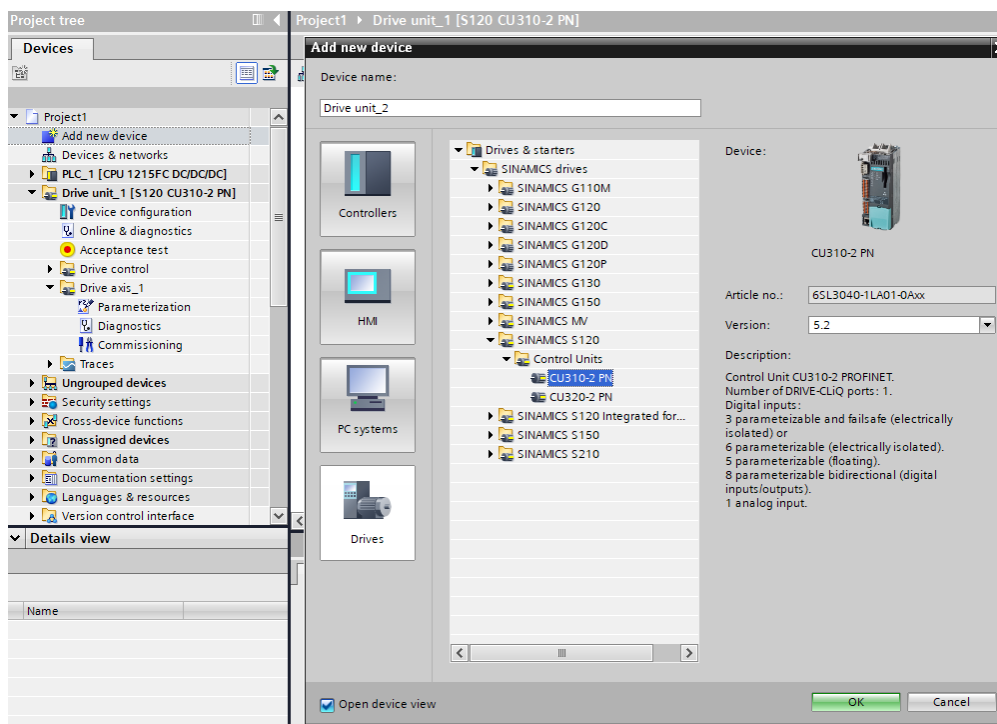 Project tree
Project1 ▸ Drive unit_1 [S120 CU310-2 PN]
Devices
Project1
Add new device
Devices & networks
PLC_1 [CPU 1215FC DC/DC/DC]
Drive unit_1 [S120 CU310-2 PN]
Device configuration
Online & diagnostics
Acceptance test
Drive control
Drive axis_1
Parameterization
Diagnostics
Commissioning
Traces
Ungrouped devices
Security settings
Cross-device functions
Unassigned devices
Common data
Documentation settings
Languages & resources
Version control interface
Details view
Name
Add new device
Device name:
Drive unit_2
Controllers
HMI
PC systems
Drives
Drives & starters
SINAMICS drives
SINAMICS G110M
SINAMICS G120
SINAMICS G120C
SINAMICS G120D
SINAMICS G120P
SINAMICS G130
SINAMICS G150
SINAMICS MV
SINAMICS S120
Control Units
CU310-2 PN
CU320-2 PN
SINAMICS S120 Integrated for...
SINAMICS S150
SINAMICS S210
Device:
CU310-2 PN
Article no.: 6SL3040-1LA01-0Axx
Version: 5.2
Description:
Control Unit CU310-2 PROFINET.
Number of DRIVE-CLiQ ports: 1.
Digital inputs:
3 parameteizable and failsafe (electrically
isolated) or
6 parameterizable (electrically isolated).
5 parameterizable (floating).
8 parameterizable bidirectional (digital
inputs/outputs).
1 analog input.
Open device view
OK
Cancel